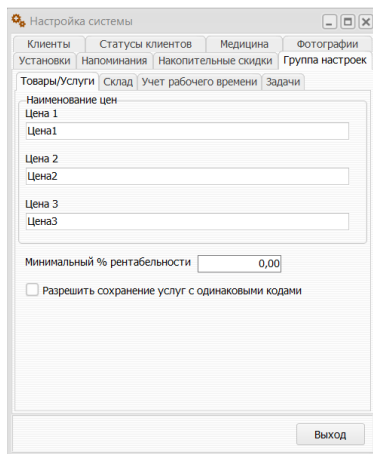 Настройка системы
Клиенты Статусы клиентов Медицина Фотографии
Установки Напоминания Накопительные скидки Группа настроек
Товары/Услуги Склад Учет рабочего времени Задачи
Наименование цен
Цена 1
Цена1
Цена 2
Цена2
Цена 3
Цена3
Минимальный % рентабельности 0,00
Разрешить сохранение услуг с одинаковыми кодами
Выход